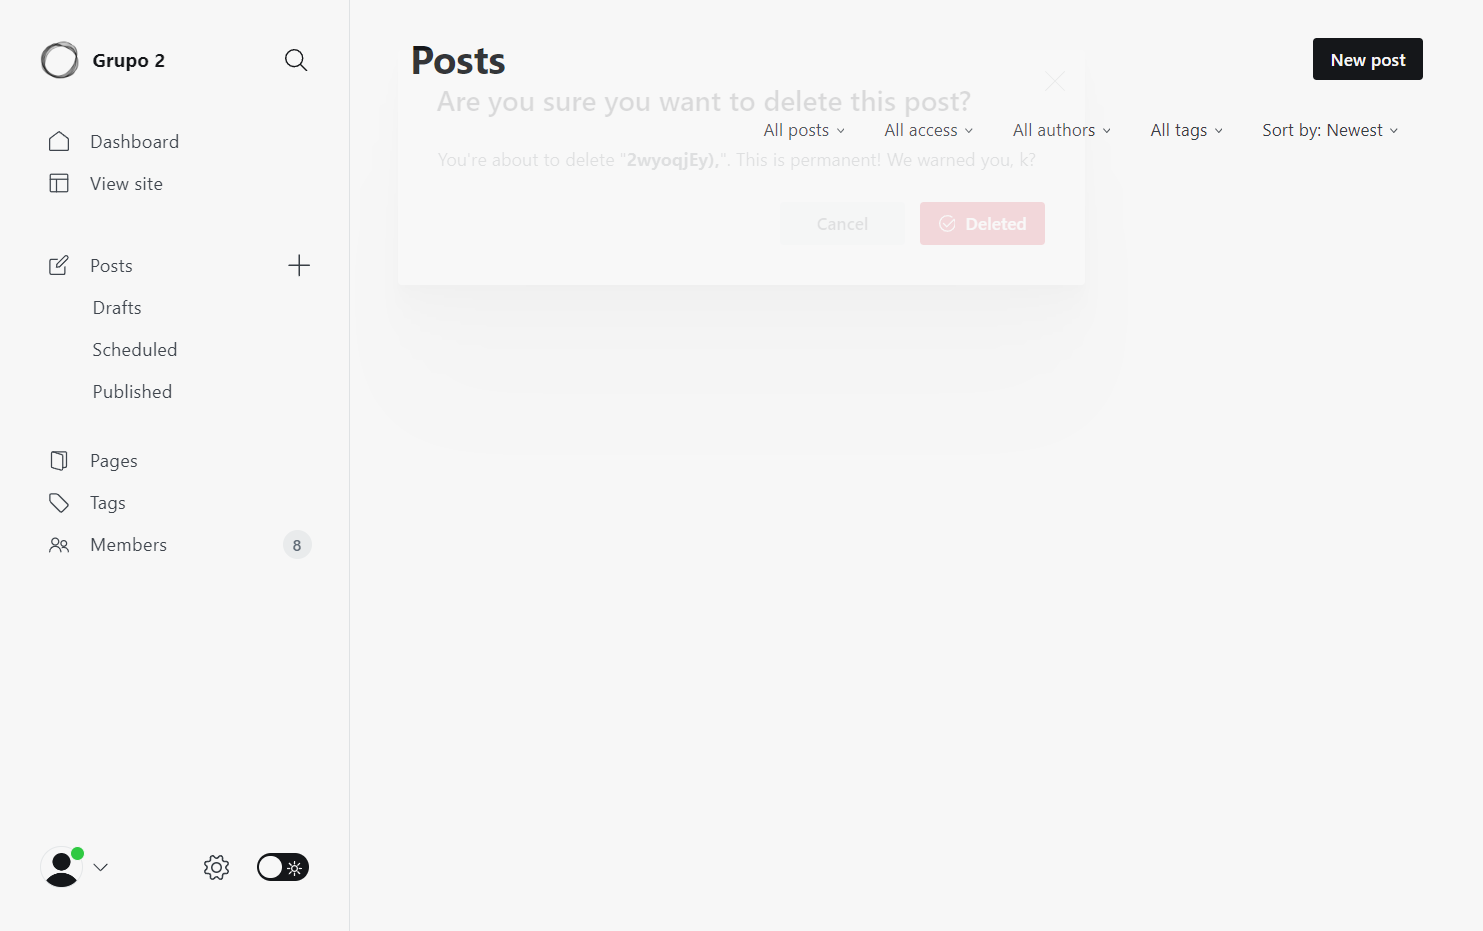 Grupo 2
Dashboard
View site
Posts
Drafts
Scheduled
Published
Pages
Tags
Members 8
Posts
New post
Are you sure you want to delete this post?
All posts All access All authors All tags Sort by: Newest
You're about to delete "2wyoqjEy),". This is permanent! We warned you, k?
Cancel Deleted